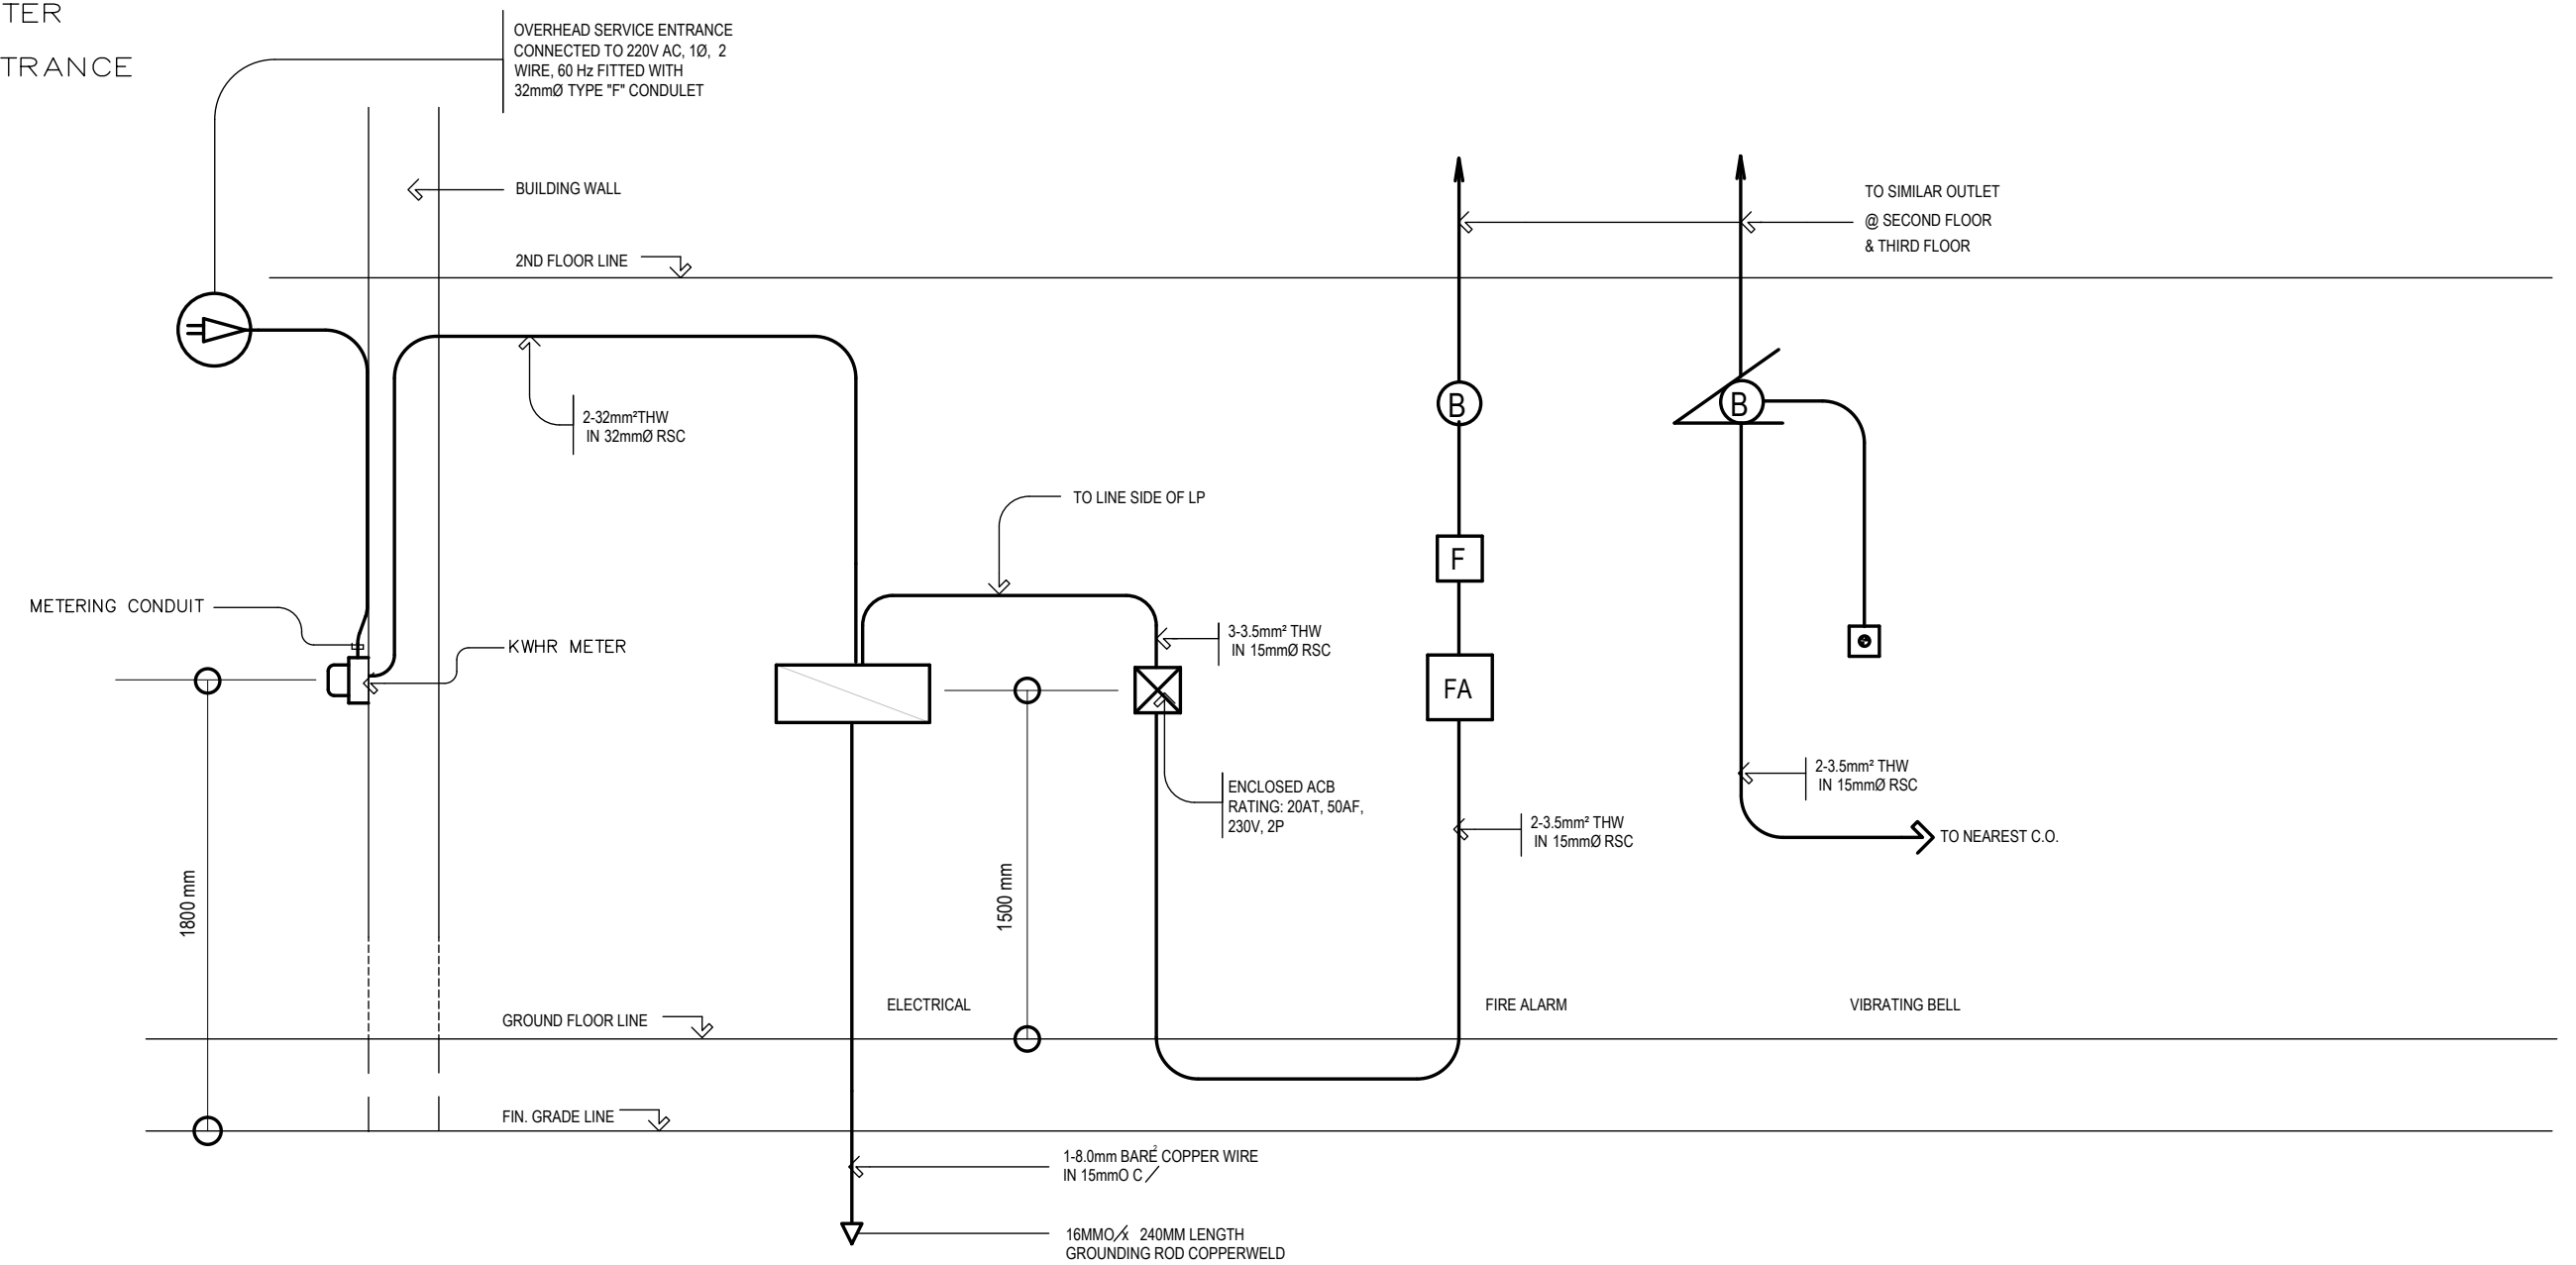 TER
TRANCE
OVERHEAD SERVICE ENTRANCE
CONNECTED TO 220V AC, 1Ø, 2
WIRE, 60 Hz FITTED WITH
32mmØ TYPE "F" CONDULET
BUILDING WALL
TO SIMILAR OUTLET
@ SECOND FLOOR
& THIRD FLOOR
2ND FLOOR LINE
2-32mm²THW
IN 32mmØ RSC
B
B
TO LINE SIDE OF LP
F
METERING CONDUIT
KWHR METER
3-3.5mm² THW
IN 15mmØ RSC
FA
ENCLOSED ACB
RATING: 20AT, 50AF,
230V, 2P
2-3.5mm² THW
IN 15mmØ RSC
2-3.5mm² THW
IN 15mmØ RSC
TO NEAREST C.O.
1800 mm
1500 mm
ELECTRICAL
FIRE ALARM
VIBRATING BELL
GROUND FLOOR LINE
FIN. GRADE LINE
1-8.0mm BARE² COPPER WIRE
IN 15mmO C /
16MMO/x 240MM LENGTH
GROUNDING ROD COPPERWELD